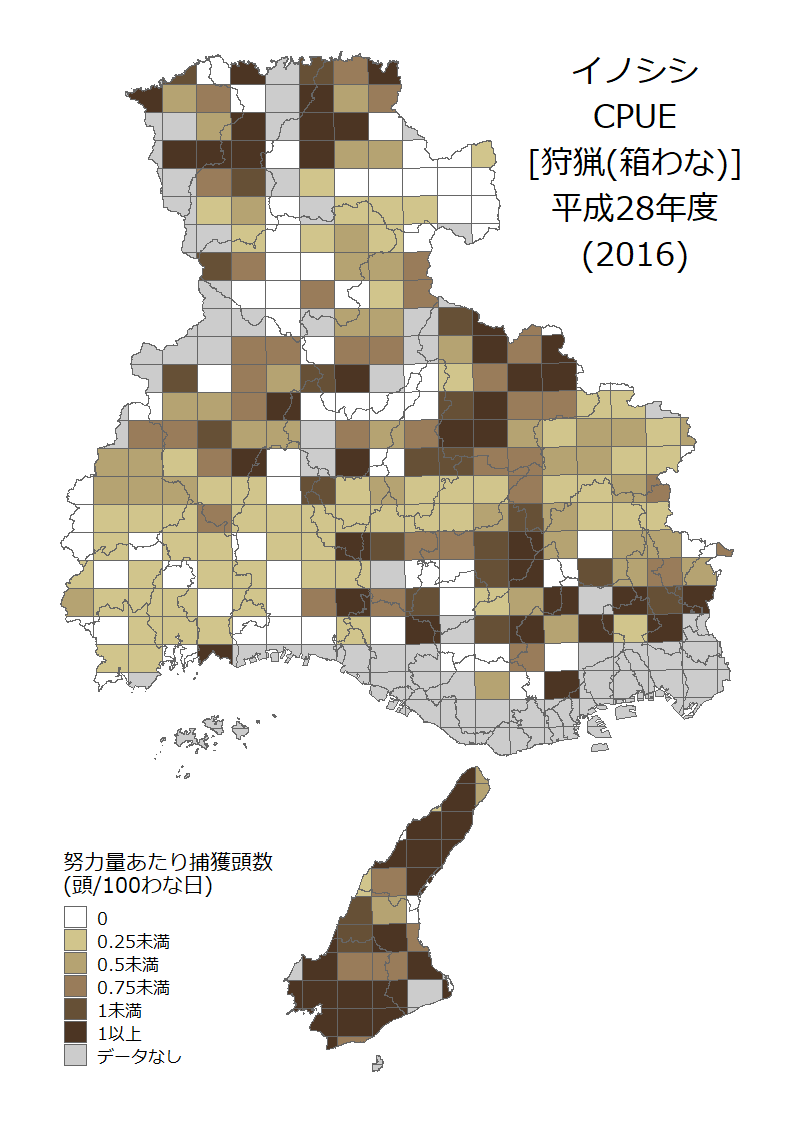 イノシシ
CPUE
[狩猟(箱わな)]
平成28年度
(2016)
努力量あたり捕獲頭数
(頭/100わな日)
0
0.25未満
0.5未満
0.75未満
1未満
1以上
データなし